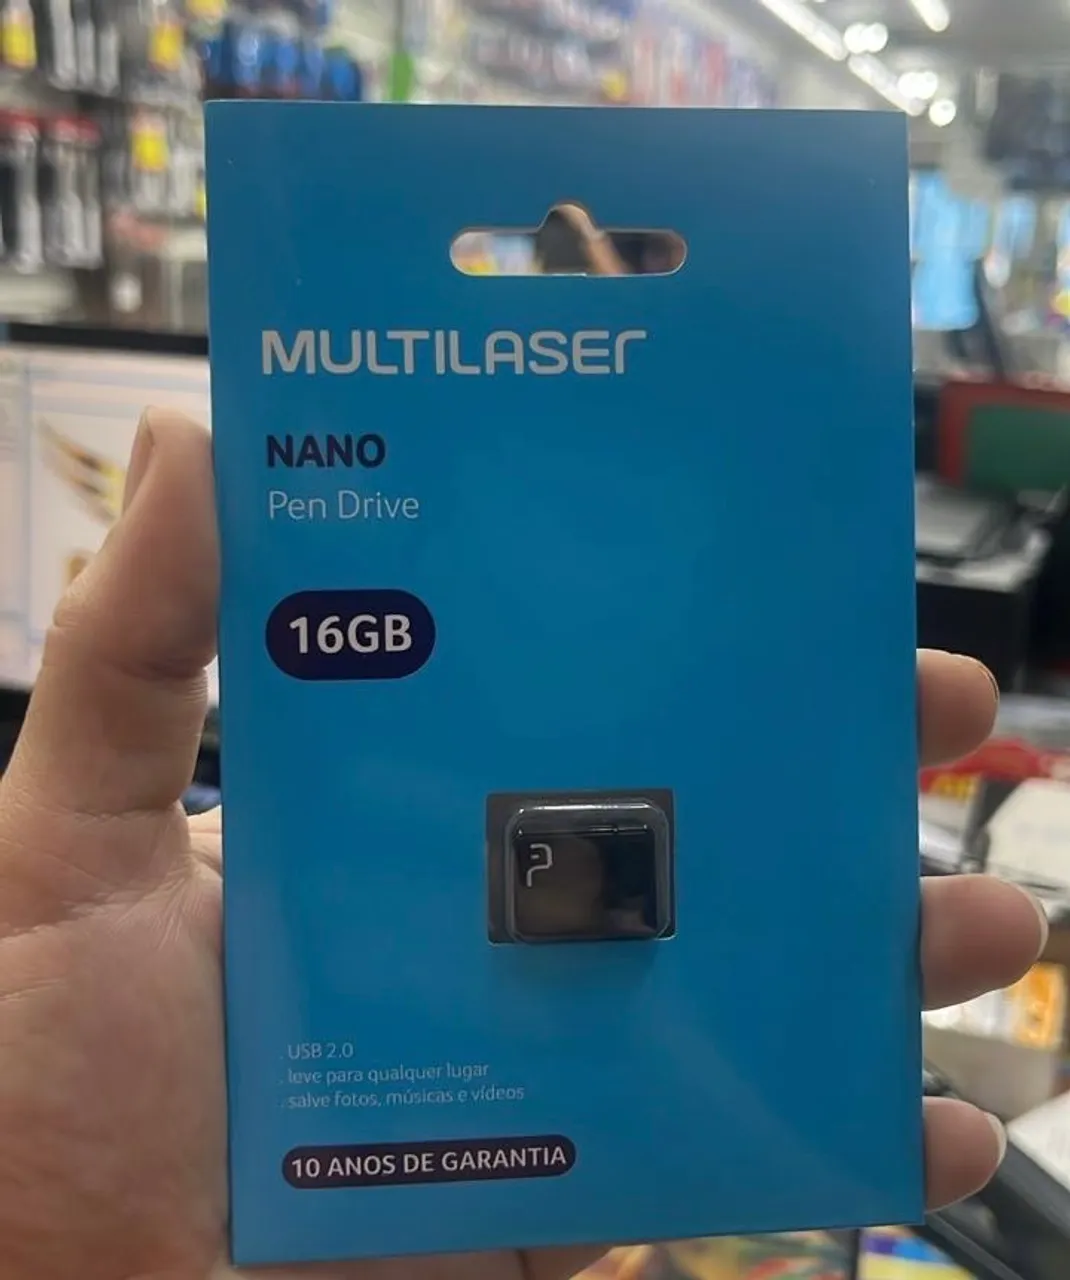 MULTILASER
NANO
Pen Drive
16GB
. USB 2.0
. leve para qualquer lugar
. salve fotos, músicas e vídeos
10 ANOS DE GARANTIA